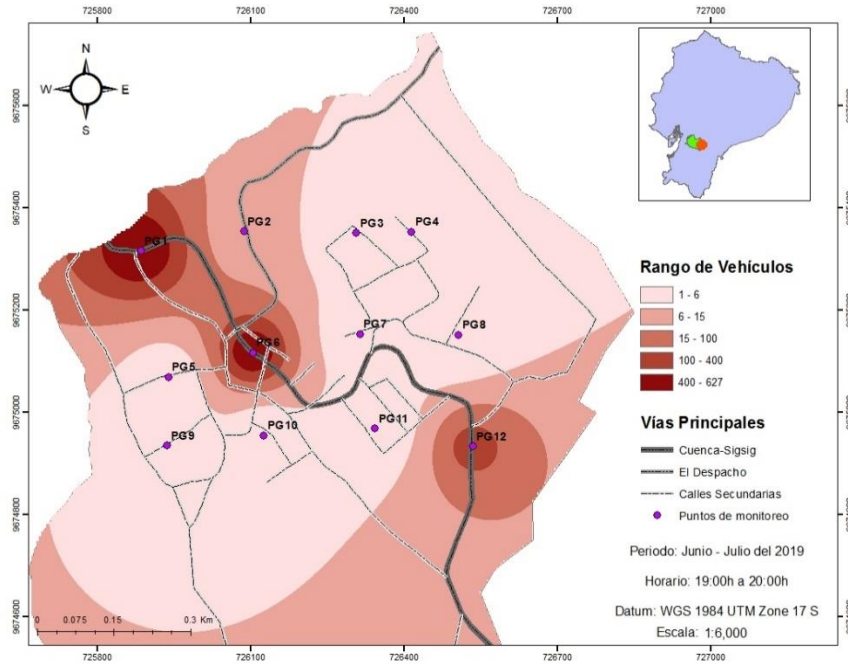 725800 726100 726400 726700 727000
N
W E
S
9675600 9675400 9675200 9675000 9674800 9674600
PG1
PG2
PG3
PG4
PG5
PG6
PG7
PG8
PG9
PG10
PG11
PG12
0 0.075 0.15 0.3 Km
Rango de Vehículos
1 - 6
6 - 15
15 - 100
100 - 400
400 - 627
Vías Principales
Cuenca-Sigsig
El Despacho
Calles Secundarias
Puntos de monitoreo
Periodo: Junio - Julio del 2019
Horario: 19:00h a 20:00h
Datum: WGS 1984 UTM Zone 17 S
Escala: 1:6,000
725800 726100 726400 726700 727000